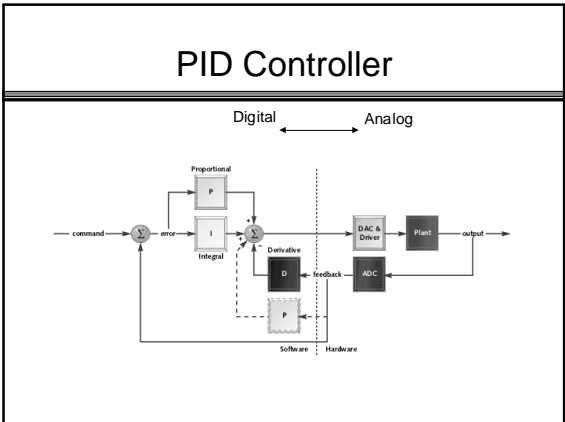 PID Controller
Digital Analog
Proportional
P
+
command Σ error I + Σ DAC & Driver Plant output
Integral
−
Derivative
D feedback ADC
P
Software Hardware